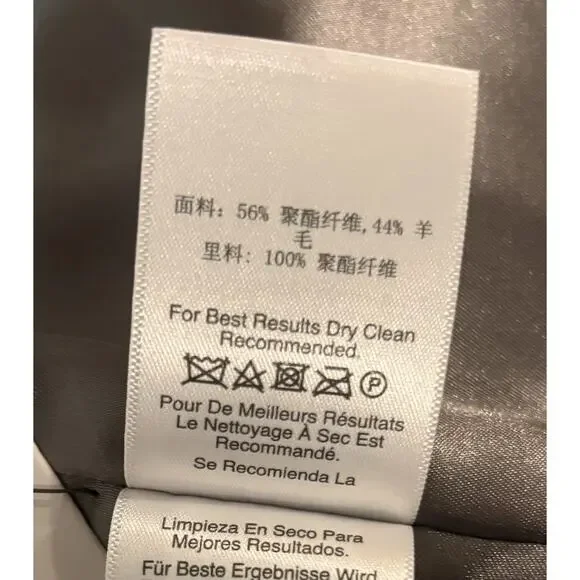 面料: 56% 聚酯纤维,44% 羊
毛
里料: 100% 聚酯纤维
For Best Results Dry Clean
Recommended.
P
Pour De Meilleurs Résultats
Le Nettoyage À Sec Est
Recommandé.
Se Recomienda La
Limpieza En Seco Para
Mejores Resultados.
Für Beste Ergebnisse Wird